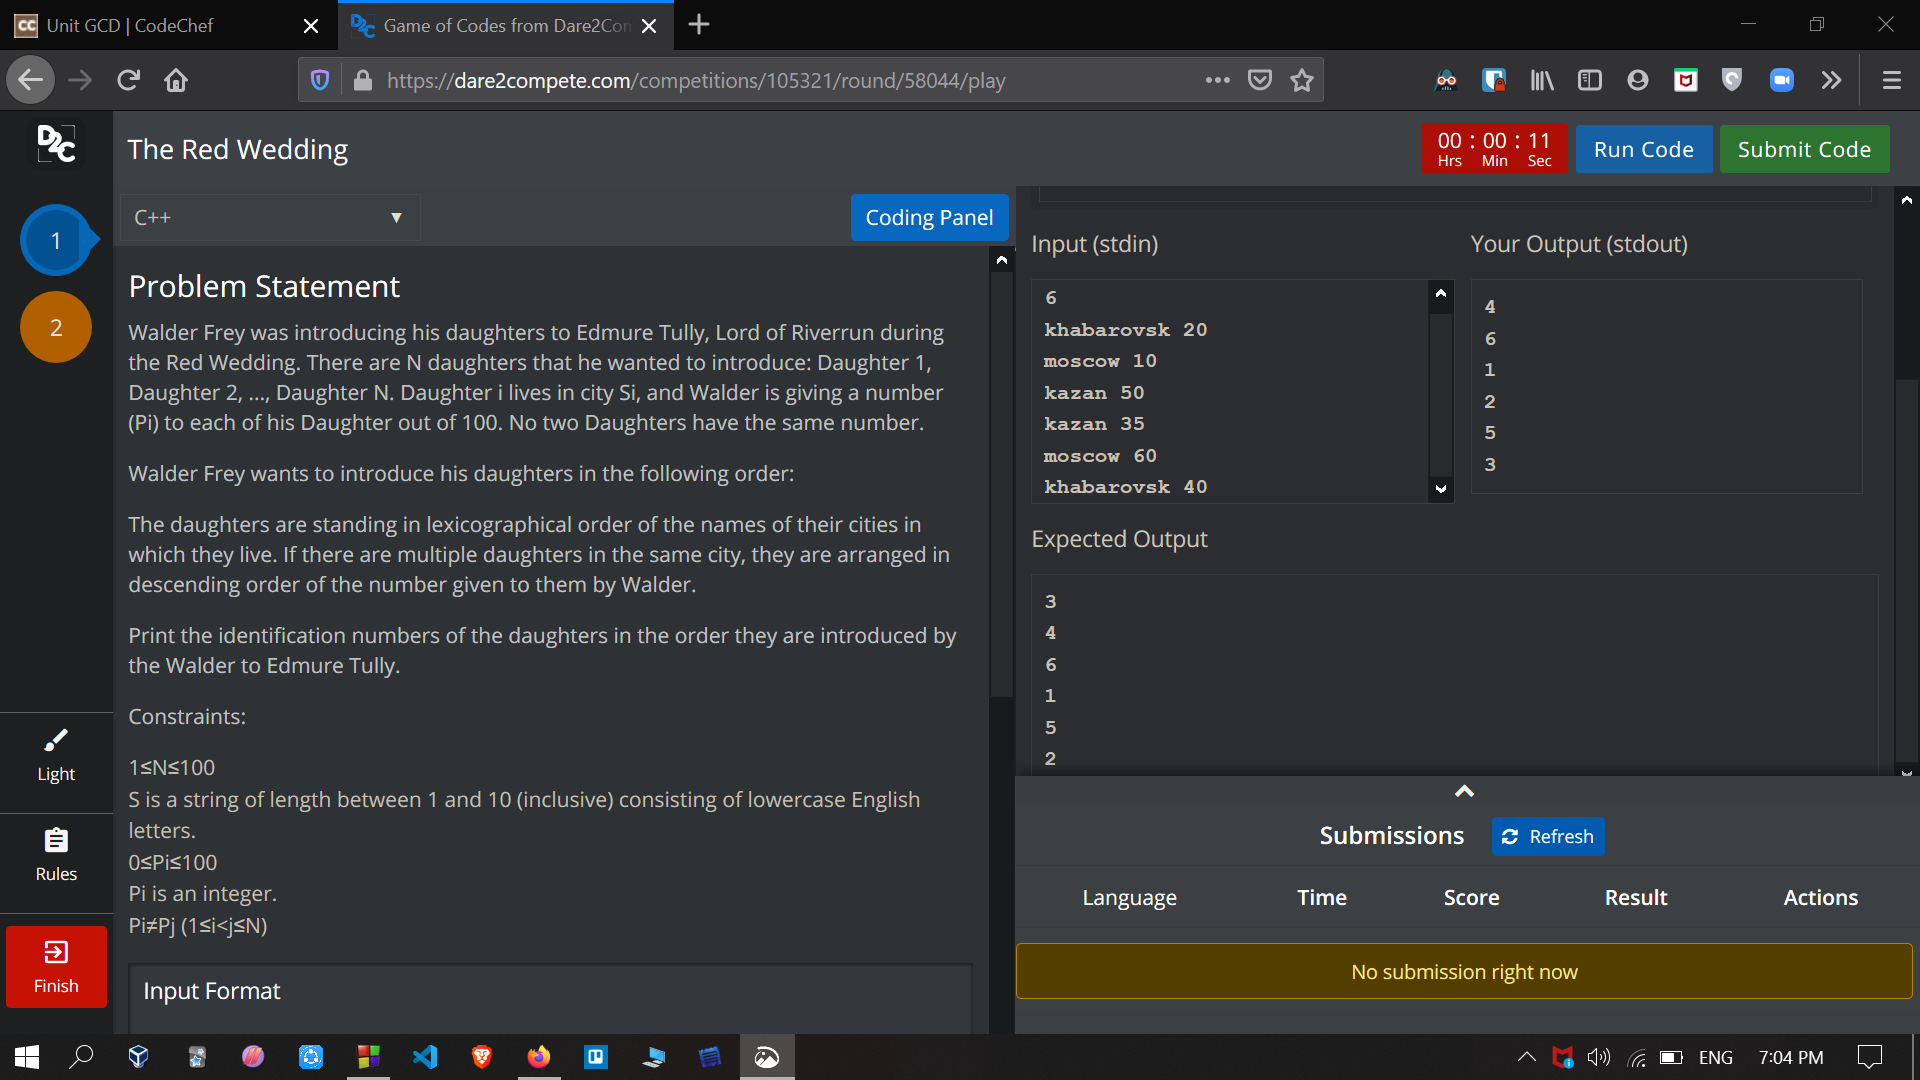 Unit GCD | CodeChef
Game of Codes from Dare2Con
https://dare2compete.com/competitions/105321/round/58044/play
D2C
The Red Wedding
00 : 00 : 11
Hrs Min Sec
Run Code
Submit Code
1
2
C++
Coding Panel
Problem Statement
Walder Frey was introducing his daughters to Edmure Tully, Lord of Riverrun during
the Red Wedding. There are N daughters that he wanted to introduce: Daughter 1,
Daughter 2, ..., Daughter N. Daughter i lives in city Si, and Walder is giving a number
(Pi) to each of his Daughter out of 100. No two Daughters have the same number.
Walder Frey wants to introduce his daughters in the following order:
The daughters are standing in lexicographical order of the names of their cities in
which they live. If there are multiple daughters in the same city, they are arranged in
descending order of the number given to them by Walder.
Print the identification numbers of the daughters in the order they are introduced by
the Walder to Edmure Tully.
Constraints:
1≤N≤100
S is a string of length between 1 and 10 (inclusive) consisting of lowercase English
letters.
0≤Pi≤100
Pi is an integer.
Pi≠Pj (1≤i<j≤N)
Input Format
Input (stdin)
6
khabarovsk 20
moscow 10
kazan 50
kazan 35
moscow 60
khabarovsk 40
Your Output (stdout)
4
6
1
2
5
3
Expected Output
3
4
6
1
5
2
Submissions
Refresh
Language Time Score Result Actions
No submission right now
Light
Rules
Finish
ENG
7:04 PM